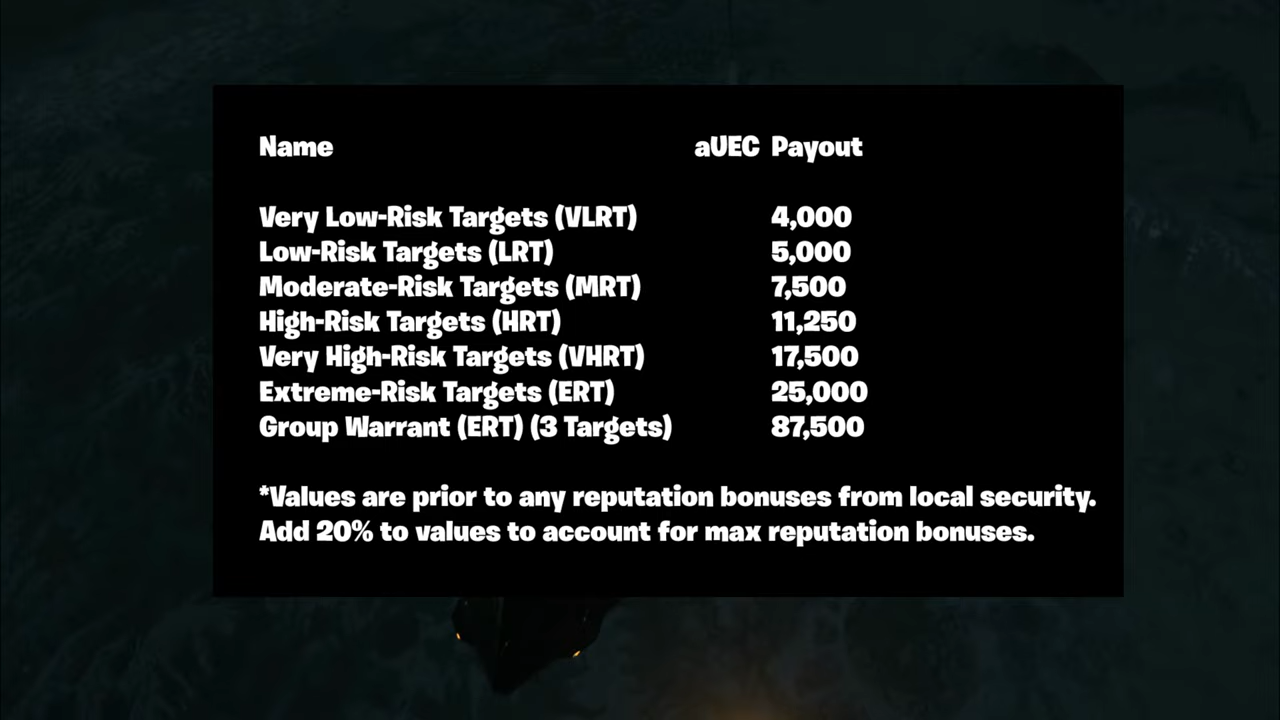 Name aUEC Payout
Very Low-Risk Targets (VLRT) 4,000
Low-Risk Targets (LRT) 5,000
Moderate-Risk Targets (MRT) 7,500
High-Risk Targets (HRT) 11,250
Very High-Risk Targets (VHRT) 17,500
Extreme-Risk Targets (ERT) 25,000
Group Warrant (ERT) (3 Targets) 87,500
*Values are prior to any reputation bonuses from local security.
Add 20% to values to account for max reputation bonuses.